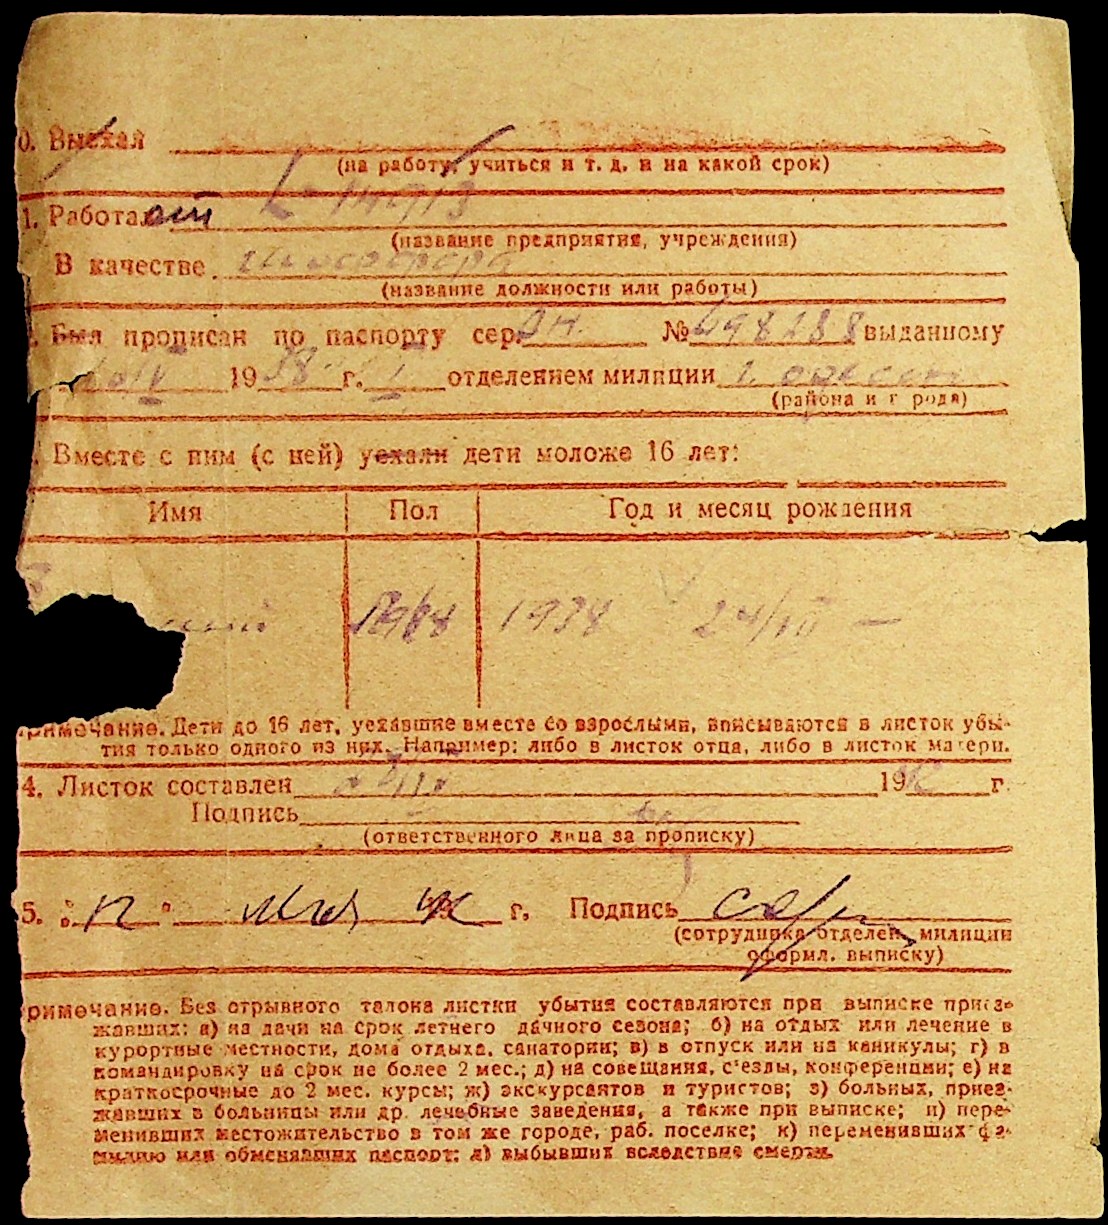 0. Выехал
(на работу, учиться и т. д. и на какой срок)
1. Работал
(название предприятия, учреждения)
В качестве
(название должности или работы)
Был прописан по паспорту сер. № 698288 выданному
1938 г. I отделением милиции г. Одессы
(района и города)
Вместе с ним (с ней) уехали дети моложе 16 лет:
Имя Пол Год и месяц рождения
1938 24/VII —
римечание. Дети до 16 лет, уехавшие вместе со взрослыми, вписываются в листок убы-
тия только одного из них. Например: либо в листок отца, либо в листок матери.
4. Листок составлен 19 г.
Подпись
(ответственного лица за прописку)
5. "12" г. Подпись
(сотрудника отделен. милиции
оформл. выписку)
римечание. Без отрывного талона листки убытия составляются при выписке приез-
жавших: а) на дачи на срок летнего дачного сезона; б) на отдых или лечение в
курортные местности, дома отдыха, санатории; в) в отпуск или на каникулы; г) в
командировку на срок не более 2 мес.; д) на совещания, с'езды, конференции; е) на
краткосрочные до 2 мес. курсы; ж) экскурсантов и туристов; з) больных, приез-
жавших в больницы или др. лечебные заведения, а также при выписке; и) пере-
менивших местожительство в том же городе, раб. поселке; к) переменивших фа-
милию или обменявших паспорт; л) выбывших вследствие смерти.